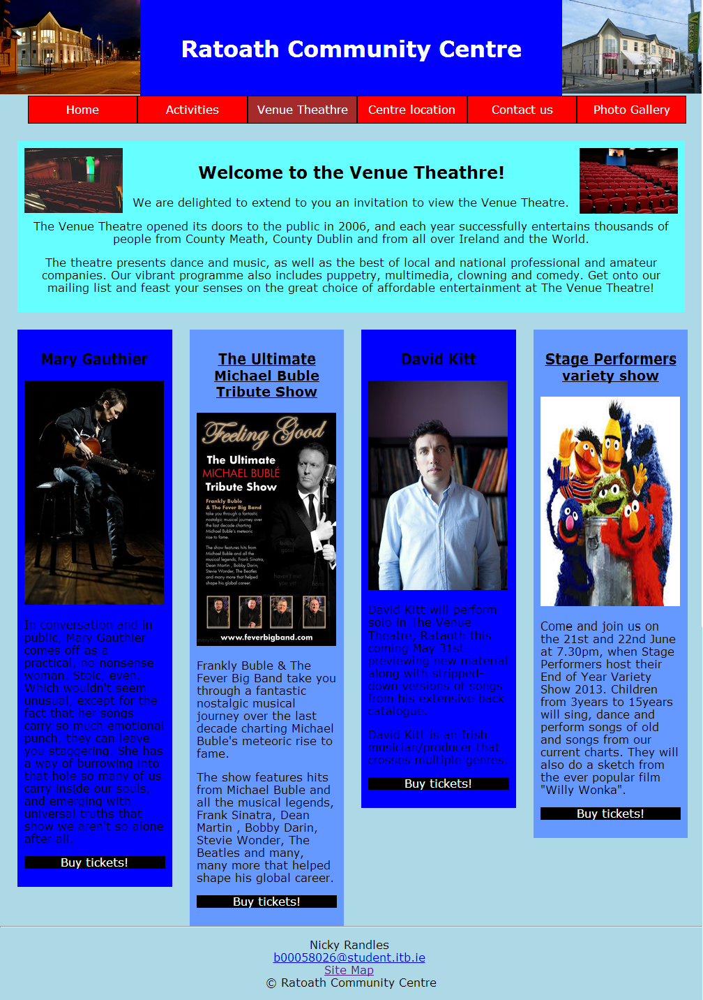 Ratoath Community Centre
Home
Activities
Venue Theathre
Centre location
Contact us
Photo Gallery
Welcome to the Venue Theathre!
We are delighted to extend to you an invitation to view the Venue Theatre.
The Venue Theatre opened its doors to the public in 2006, and each year successfully entertains thousands of
people from County Meath, County Dublin and from all over Ireland and the World.
The theatre presents dance and music, as well as the best of local and national professional and amateur
companies. Our vibrant programme also includes puppetry, multimedia, clowning and comedy. Get onto our
mailing list and feast your senses on the great choice of affordable entertainment at The Venue Theatre!
Mary Gauthier
In conversation and in
public, Mary Gauthier
comes off as a
practical, no-nonsense
woman. Stoic, even.
Which wouldn't seem
unusual, except for the
fact that her songs
carry so much emotional
punch, they can leave
you staggering. She has
a way of burrowing into
that hole so many of us
carry inside our souls,
and emerging with
universal truths that
show we aren't so alone
after all.
Buy tickets!
The Ultimate
Michael Buble
Tribute Show
Feeling Good
The Ultimate
MICHAEL BUBLÉ
Tribute Show
Frankly Buble
& The Fever Big Band
take you through a fantastic
nostalgic musical journey over
the last decade charting
Michael Buble's meteoric
rise to fame.
The show features hits from
Michael Buble and all the
musical legends, Frank Sinatra,
Dean Martin , Bobby Darin,
Stevie Wonder, The Beatles
and many more that helped
shape his global career.
www.feverbigband.com
Frankly Buble & The
Fever Big Band take you
through a fantastic
nostalgic musical
journey over the last
decade charting Michael
Buble's meteoric rise to
fame.
The show features hits
from Michael Buble and
all the musical legends,
Frank Sinatra, Dean
Martin , Bobby Darin,
Stevie Wonder, The
Beatles and many,
many more that helped
shape his global career.
Buy tickets!
David Kitt
David Kitt will perform
solo in The Venue
Theatre, Rataoth this
coming May 31st
previewing new material
along with stripped-
down versions of songs
from his extensive back
catalogue.
David Kitt is an Irish
musician/producer that
crosses multiple genres.
Buy tickets!
Stage Performers
variety show
Come and join us on
the 21st and 22nd June
at 7.30pm, when Stage
Performers host their
End of Year Variety
Show 2013. Children
from 3years to 15years
will sing, dance and
perform songs of old
and songs from our
current charts. They will
also do a sketch from
the ever popular film
"Willy Wonka".
Buy tickets!
Nicky Randles
b00058026@student.itb.ie
Site Map
© Ratoath Community Centre